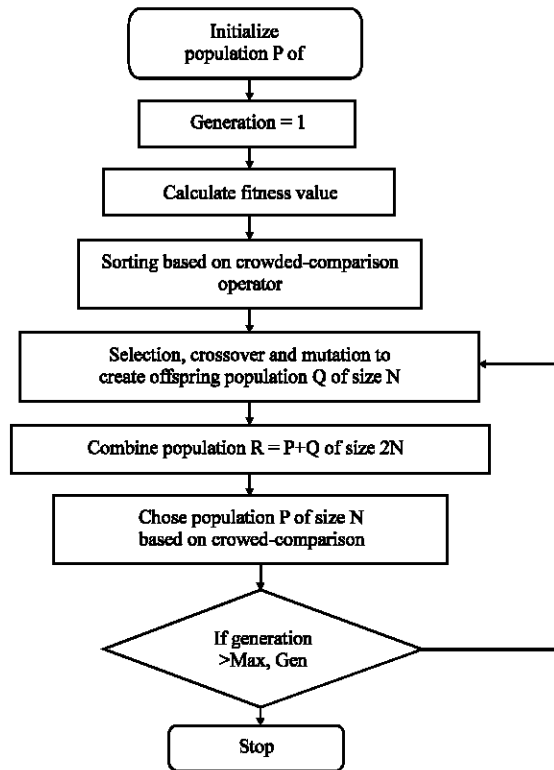 Initialize
population P of
Generation = 1
Calculate fitness value
Sorting based on crowded-comparison
operator
Selection, crossover and mutation to
create offspring population Q of size N
Combine population R = P+Q of size 2N
Chose population P of size N
based on crowed-comparison
If generation
>Max, Gen
Stop